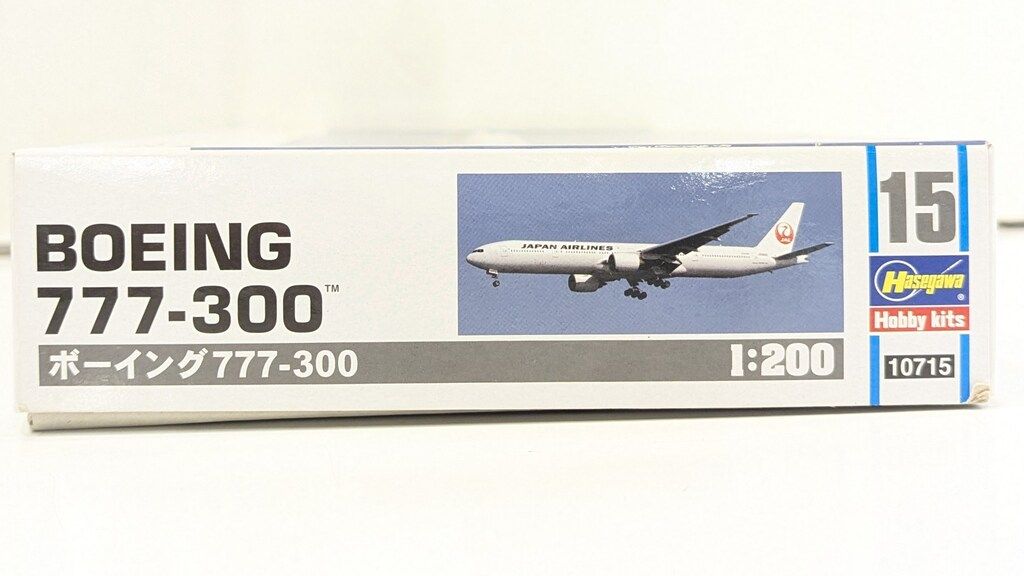 BOEING
777-300™
ボーイング777-300
1:200
JAPAN AIRLINES
15
Hasegawa®
Hobby kits
10715